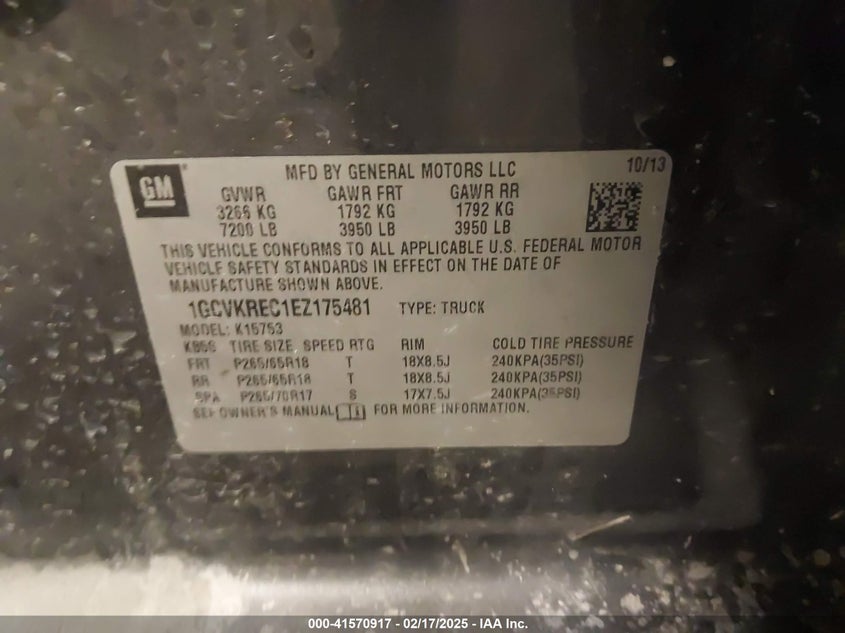 GM
MFD BY GENERAL MOTORS LLC 10/13
GVWR GAWR FRT GAWR RR
3266 KG 1792 KG 1792 KG
7200 LB 3950 LB 3950 LB
THIS VEHICLE CONFORMS TO ALL APPLICABLE U.S. FEDERAL MOTOR
VEHICLE SAFETY STANDARDS IN EFFECT ON THE DATE OF
MANUFACTURE SHOWN ABOVE.
1GCVKREC1EZ175481 TYPE: TRUCK
MODEL: K15753
TIRE SIZE, SPEED RTG RIM COLD TIRE PRESSURE
FRT P265/65R18 T 18X8.5J 240KPA(35PSI)
RR P265/65R18 T 18X8.5J 240KPA(35PSI)
SPA P265/70R17 S 17X7.5J 240KPA(35PSI)
SEE OWNER'S MANUAL FOR MORE INFORMATION.
000-41570917 - 02/17/2025 - IAA Inc.